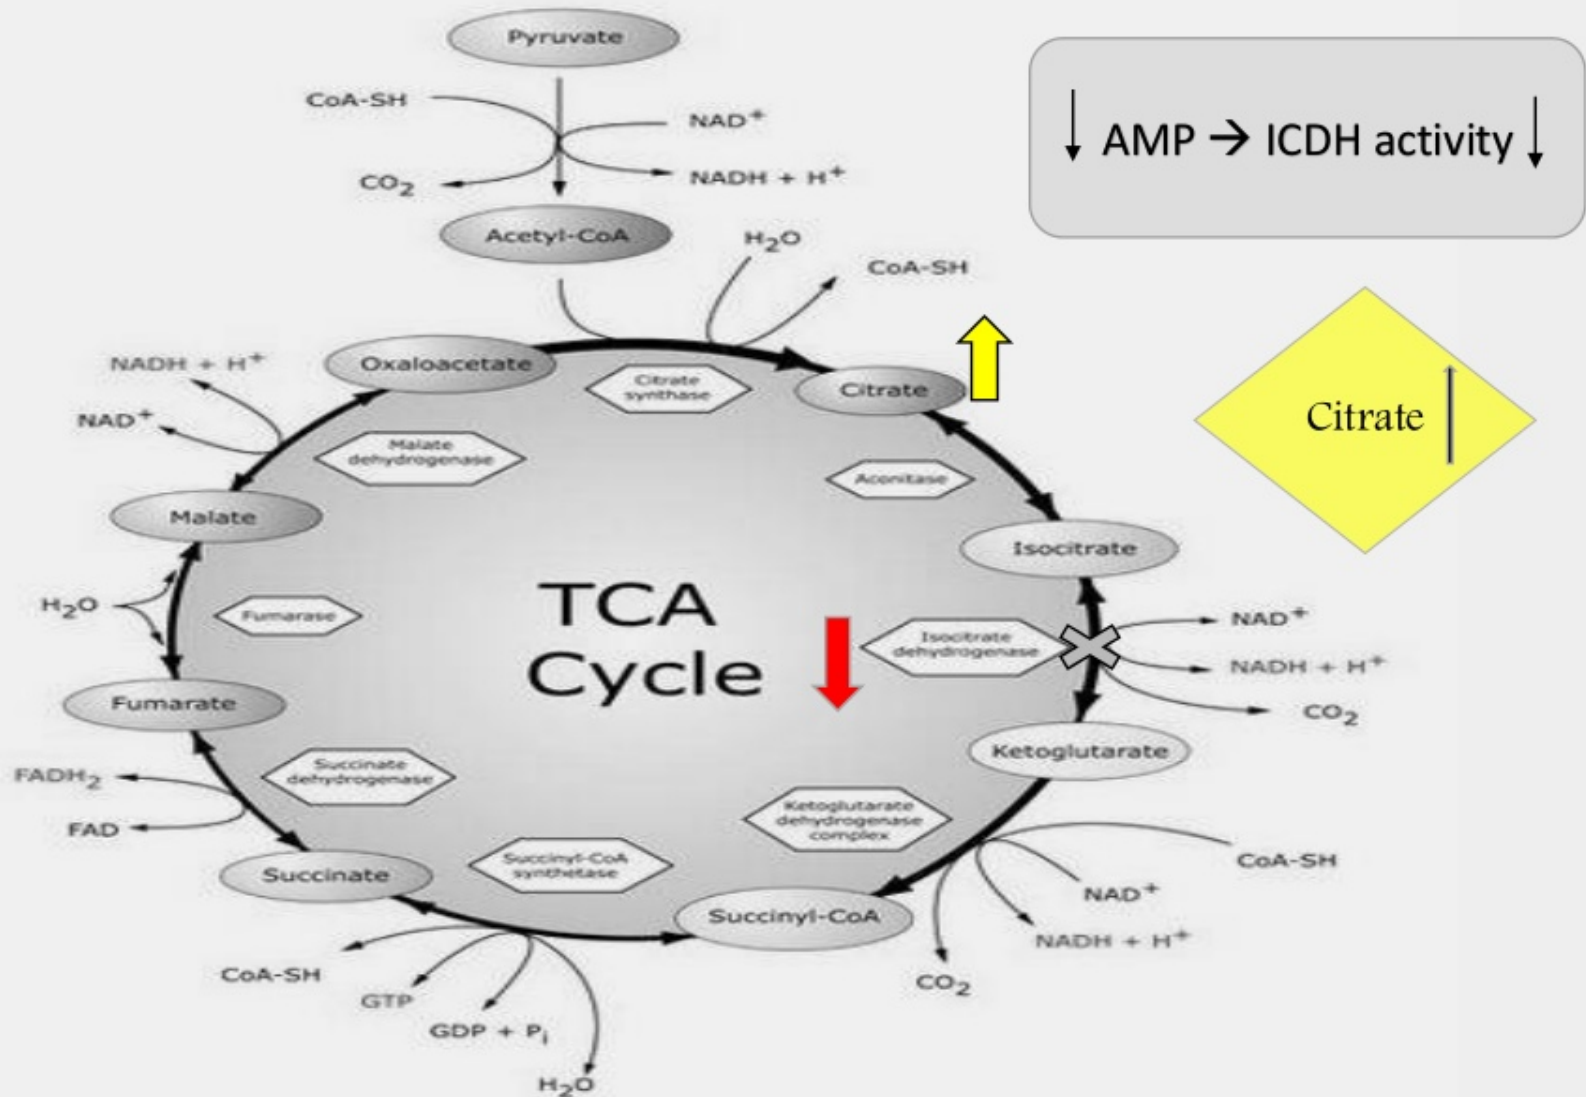 Pyruvate
CoA-SH
NAD⁺
CO₂
NADH + H⁺
↓ AMP → ICDH activity ↓
Acetyl-CoA
H₂O
CoA-SH
NADH + H⁺
Oxaloacetate
Citrate
synthase
Citrate
Citrate
NAD⁺
Malate
dehydrogenase
Aconitase
Malate
Isocitrate
H₂O
Fumarase
TCA
Cycle
Isocitrate
dehydrogenase
NAD⁺
NADH + H⁺
CO₂
Fumarate
Ketoglutarate
FADH₂
FAD
Succinate
dehydrogenase
Ketoglutarate
dehydrogenase
complex
Succinate
Succinyl-CoA
synthetase
Succinyl-CoA
CoA-SH
NAD⁺
NADH + H⁺
CO₂
CoA-SH
GTP
GDP + Pᵢ
H₂O